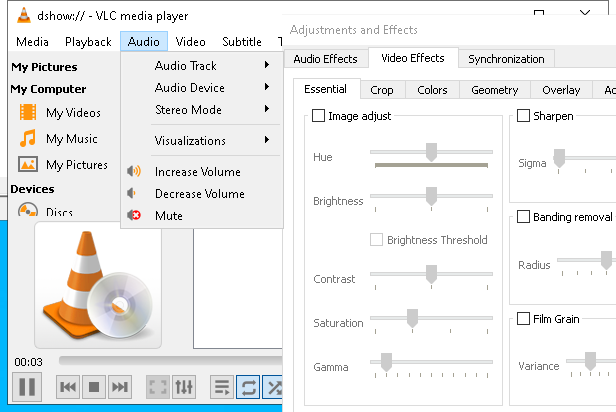 dshow:// - VLC media player
Media Playback Audio Video Subtitle
My Pictures
My Computer
My Videos
My Music
My Pictures
Devices
Discs
Audio Track
Audio Device
Stereo Mode
Visualizations
Increase Volume
Decrease Volume
Mute
00:03
Adjustments and Effects
Audio Effects Video Effects Synchronization
Essential Crop Colors Geometry Overlay
Image adjust
Hue
Brightness
Brightness Threshold
Contrast
Saturation
Gamma
Sharpen
Sigma
Banding removal
Radius
Film Grain
Variance